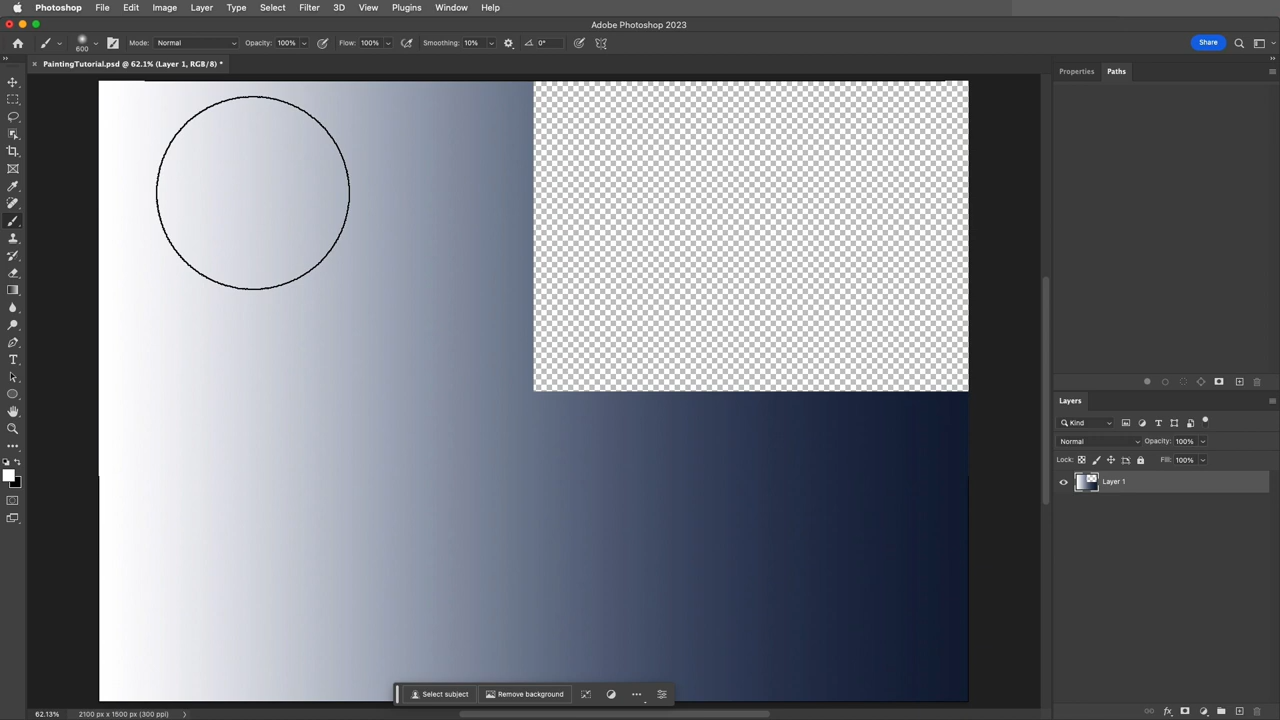 Photoshop File Edit Image Layer Type Select Filter 3D View Plugins Window Help
Adobe Photoshop 2023
600 Mode: Normal Opacity: 100% Flow: 100% Smoothing: 10% 0° Share
PaintingTutorial.psd @ 62.1% (Layer 1, RGB/8) *
Properties Paths
Layers
Kind
Normal Opacity: 100%
Lock: Fill: 100%
Layer 1
Select subject Remove background
62.13% 2100 px x 1500 px (300 ppi)